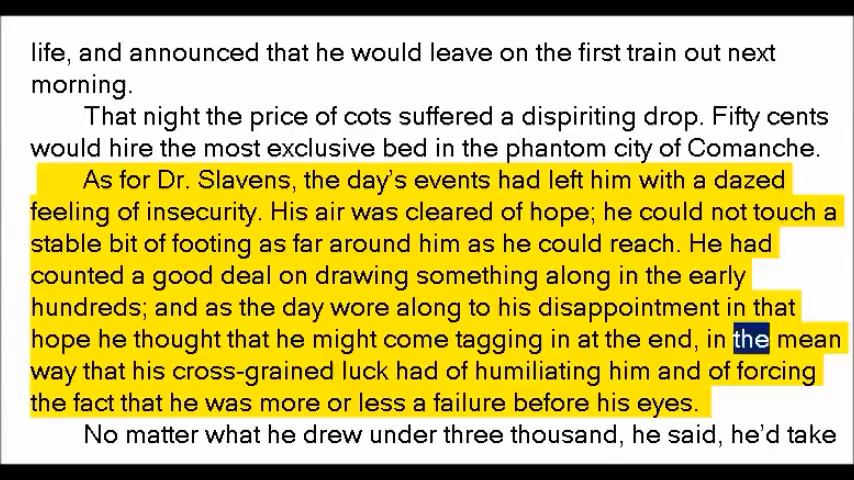 life, and announced that he would leave on the first train out next
morning.
That night the price of cots suffered a dispiriting drop. Fifty cents
would hire the most exclusive bed in the phantom city of Comanche.
As for Dr. Slavens, the day’s events had left him with a dazed
feeling of insecurity. His air was cleared of hope; he could not touch a
stable bit of footing as far around him as he could reach. He had
counted a good deal on drawing something along in the early
hundreds; and as the day wore along to his disappointment in that
hope he thought that he might come tagging in at the end, in the mean
way that his cross-grained luck had of humiliating him and of forcing
the fact that he was more or less a failure before his eyes.
No matter what he drew under three thousand, he said, he’d take